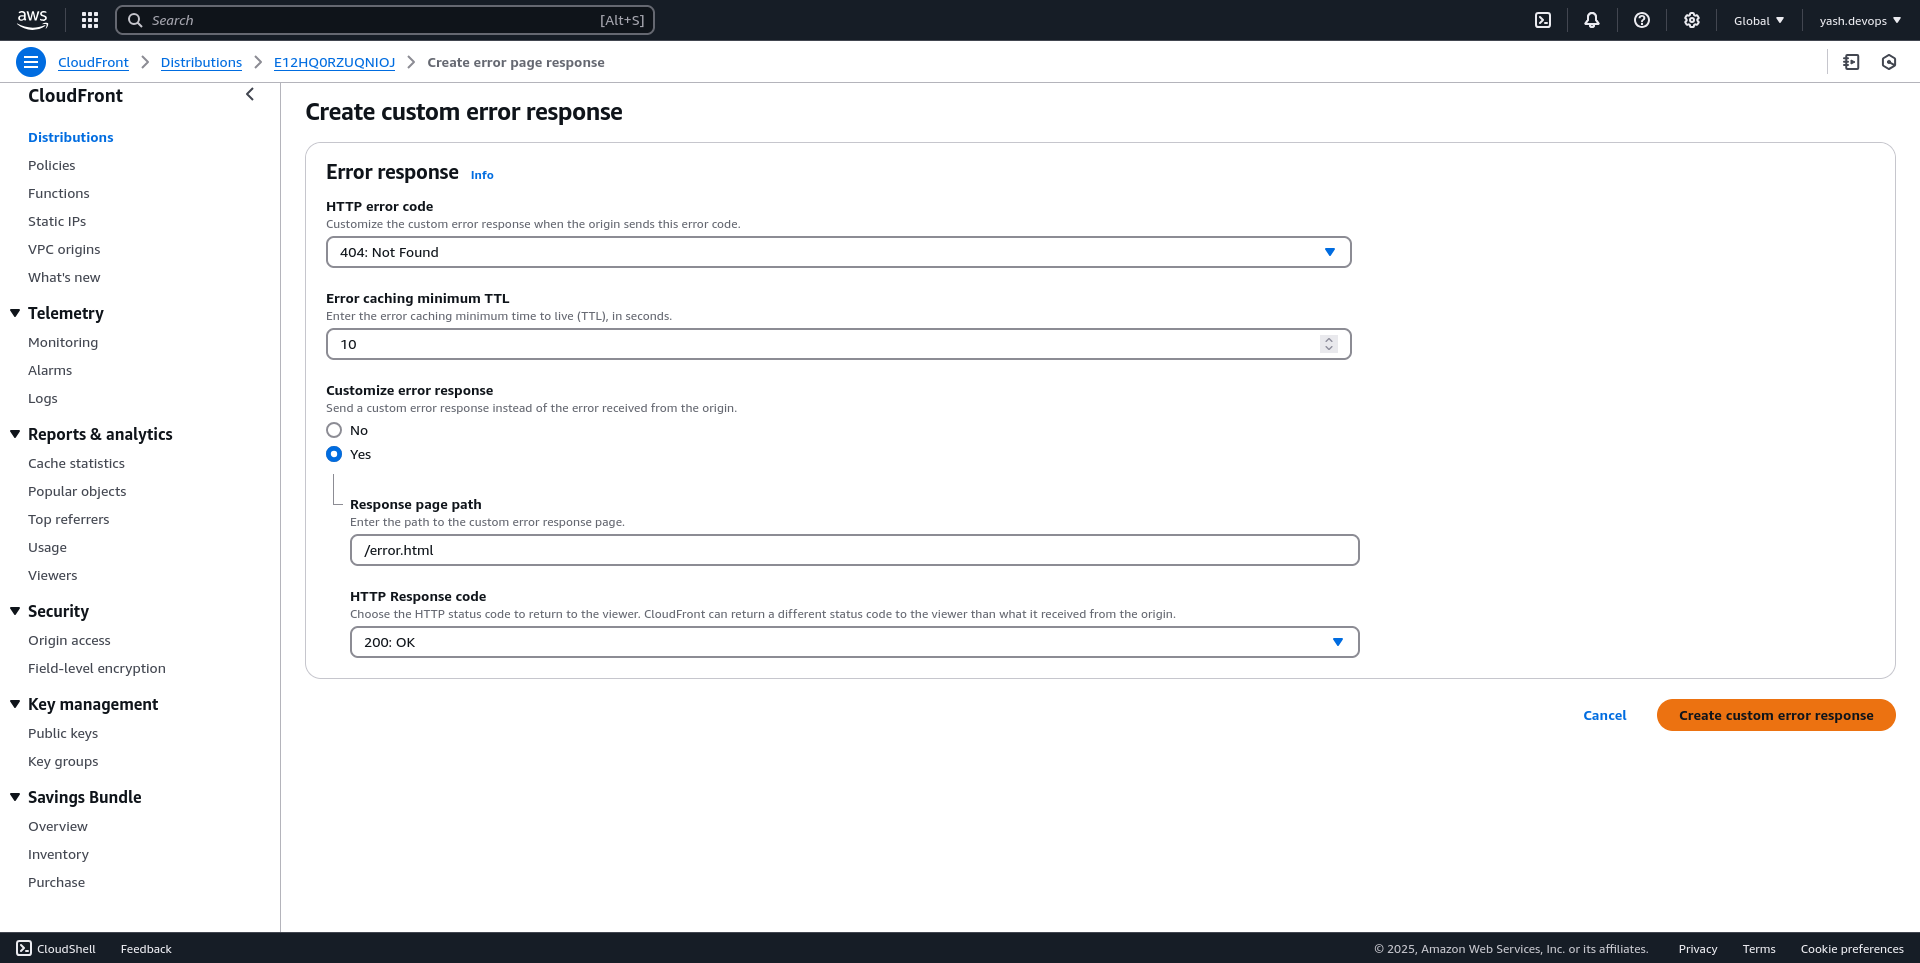 aws
Search [Alt+S]
Global
yash.devops
CloudFront
Distributions
E12HQ0RZUQNIOJ
Create error page response
CloudFront
Distributions
Policies
Functions
Static IPs
VPC origins
What's new
Telemetry
Monitoring
Alarms
Logs
Reports & analytics
Cache statistics
Popular objects
Top referrers
Usage
Viewers
Security
Origin access
Field-level encryption
Key management
Public keys
Key groups
Savings Bundle
Overview
Inventory
Purchase
Create custom error response
Error response Info
HTTP error code
Customize the custom error response when the origin sends this error code.
404: Not Found
Error caching minimum TTL
Enter the error caching minimum time to live (TTL), in seconds.
10
Customize error response
Send a custom error response instead of the error received from the origin.
No
Yes
Response page path
Enter the path to the custom error response page.
/error.html
HTTP Response code
Choose the HTTP status code to return to the viewer. CloudFront can return a different status code to the viewer than what it received from the origin.
200: OK
Cancel
Create custom error response
CloudShell
Feedback
© 2025, Amazon Web Services, Inc. or its affiliates.
Privacy
Terms
Cookie preferences